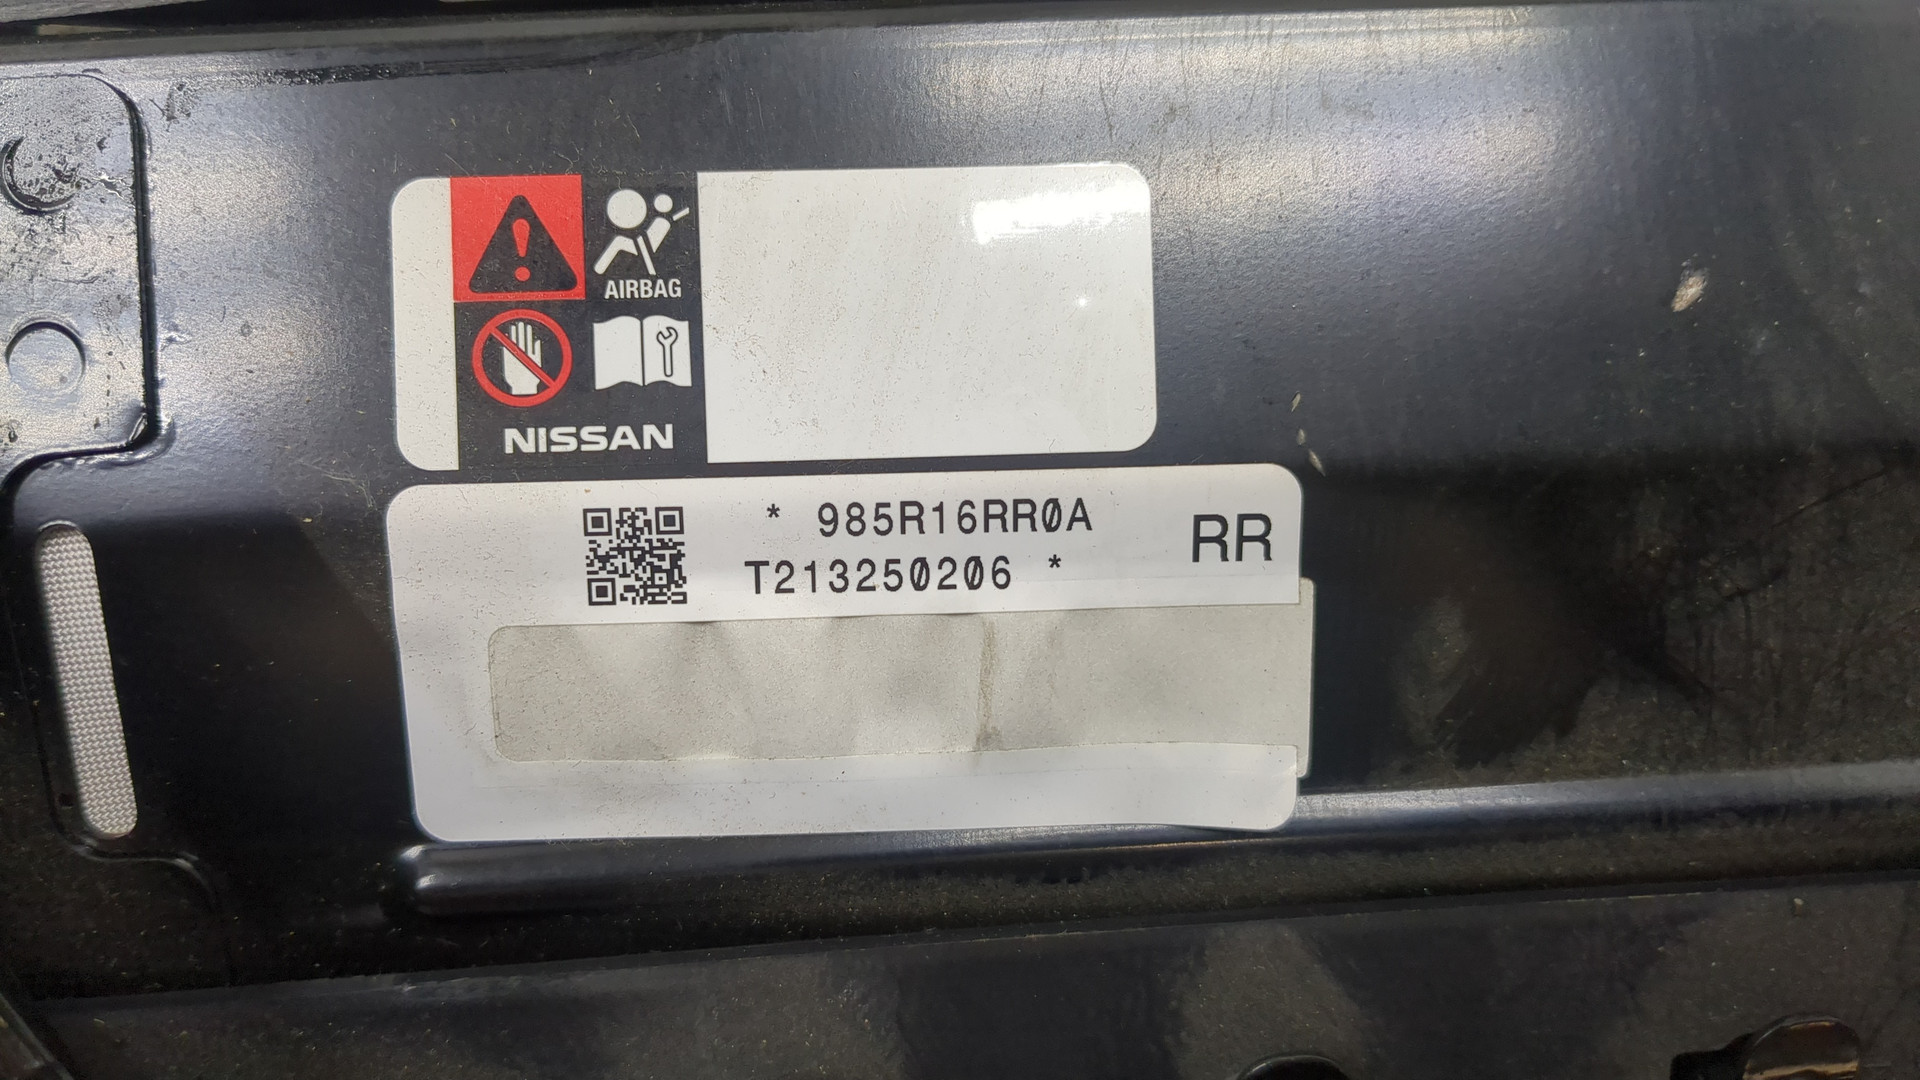 AIRBAG
NISSAN
* 985R16RR0A
T213250206 *
RR